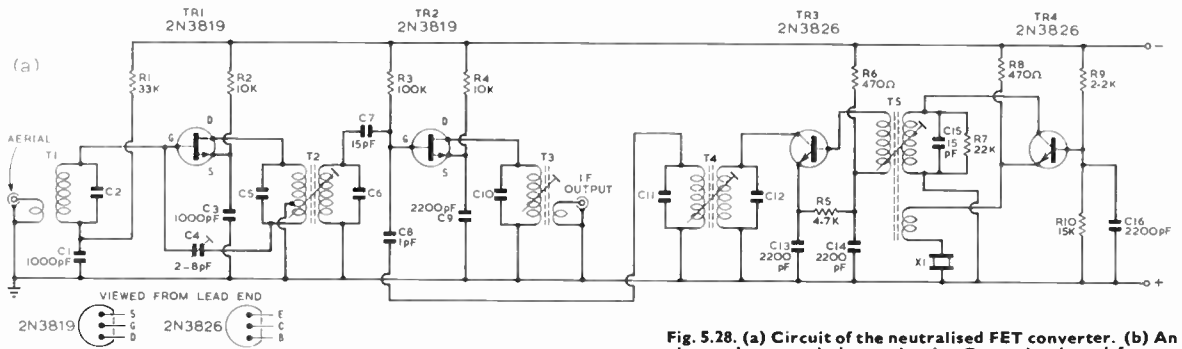 TR1
2N3819
TR2
2N3819
TR3
2N3826
TR4
2N3826
(a)
R1
33K
R2
10K
R3
100K
R4
10K
R6
470Ω
R8
470Ω
R9
2·2K
−
AERIAL
T1
C2
G
D
S
C7
15pF
G
D
S
T2
C5
C6
C3
1000pF
C4
2-8pF
C1
1000pF
C8
1pF
2200pF
C9
C10
T3
IF
OUTPUT
C11
T4
C12
R5
4·7K
C13
2200
pF
C14
2200
pF
T5
C15
15
pF
R7
22K
X1
R10
15K
C16
2200pF
+
VIEWED FROM LEAD END
2N3819
S
G
D
2N3826
E
C
B
Fig. 5.28. (a) Circuit of the neutralised FET converter. (b) An